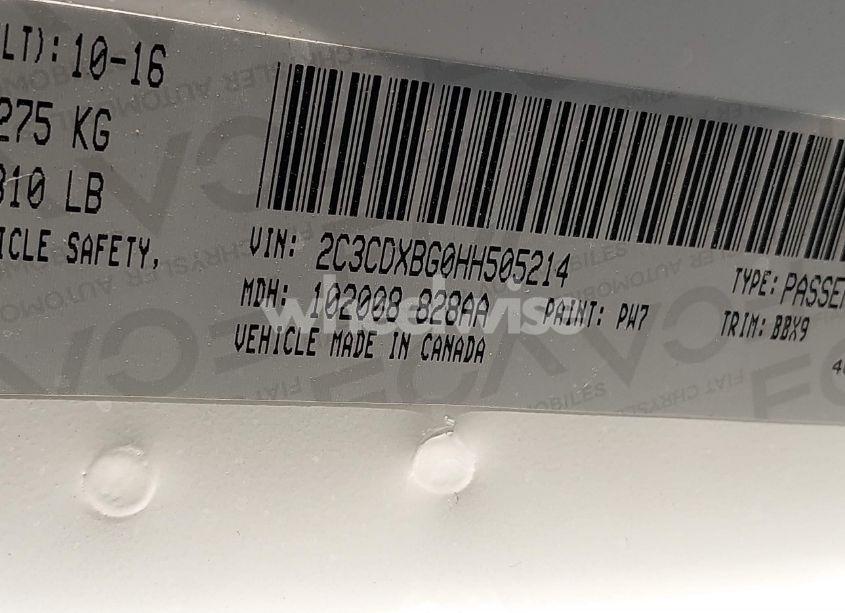 LT): 10-16
275 KG
310 LB
ICLE SAFETY,
VIN: 2C3CDXBG0HH505214
TYPE: PASSE
MDH: 102008 828AA
PAINT: PW7
TRIM: BBX9
VEHICLE MADE IN CANADA
wheelvisor